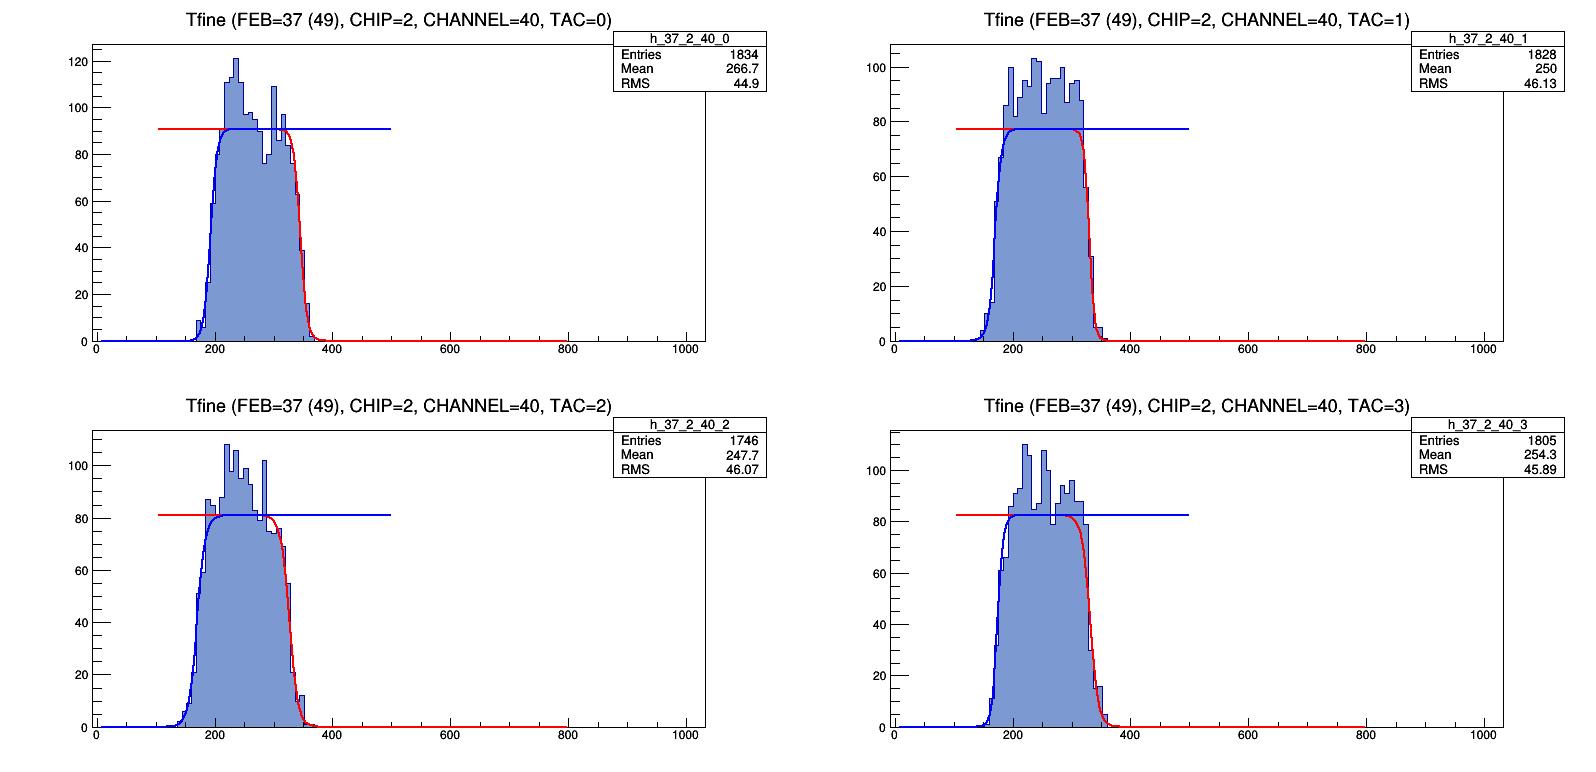 Tfine (FEB=37 (49), CHIP=2, CHANNEL=40, TAC=0)
h_37_2_40_0
Entries 1834
Mean 266.7
RMS 44.9
120
100
80
60
40
20
0
0 200 400 600 800 1000
Tfine (FEB=37 (49), CHIP=2, CHANNEL=40, TAC=1)
h_37_2_40_1
Entries 1828
Mean 250
RMS 46.13
100
80
60
40
20
0
0 200 400 600 800 1000
Tfine (FEB=37 (49), CHIP=2, CHANNEL=40, TAC=2)
h_37_2_40_2
Entries 1746
Mean 247.7
RMS 46.07
100
80
60
40
20
0
0 200 400 600 800 1000
Tfine (FEB=37 (49), CHIP=2, CHANNEL=40, TAC=3)
h_37_2_40_3
Entries 1805
Mean 254.3
RMS 45.89
100
80
60
40
20
0
0 200 400 600 800 1000